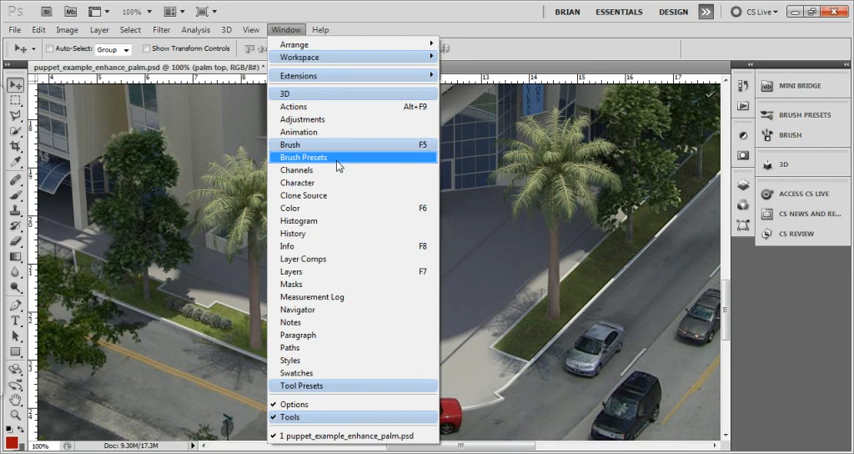 Ps 100% BRIAN ESSENTIALS DESIGN >> CS Live
File Edit Image Layer Select Filter Analysis 3D View Window Help
Auto-Select: Group Show Transform Controls
puppet_example_enhance_palm.psd @ 100% (palm top, RGB/8#) *
13 14 15 16 17
Arrange
Workspace
Extensions
3D
Actions Alt+F9
Adjustments
Animation
Brush F5
Brush Presets
Channels
Character
Clone Source
Color F6
Histogram
History
Info F8
Layer Comps
Layers F7
Masks
Measurement Log
Navigator
Notes
Paragraph
Paths
Styles
Swatches
Tool Presets
Options
Tools
1 puppet_example_enhance_palm.psd
MINI BRIDGE
BRUSH PRESETS
BRUSH
3D
ACCESS CS LIVE
CS NEWS AND RE...
CS REVIEW
100% Doc: 9.30M/17.3M